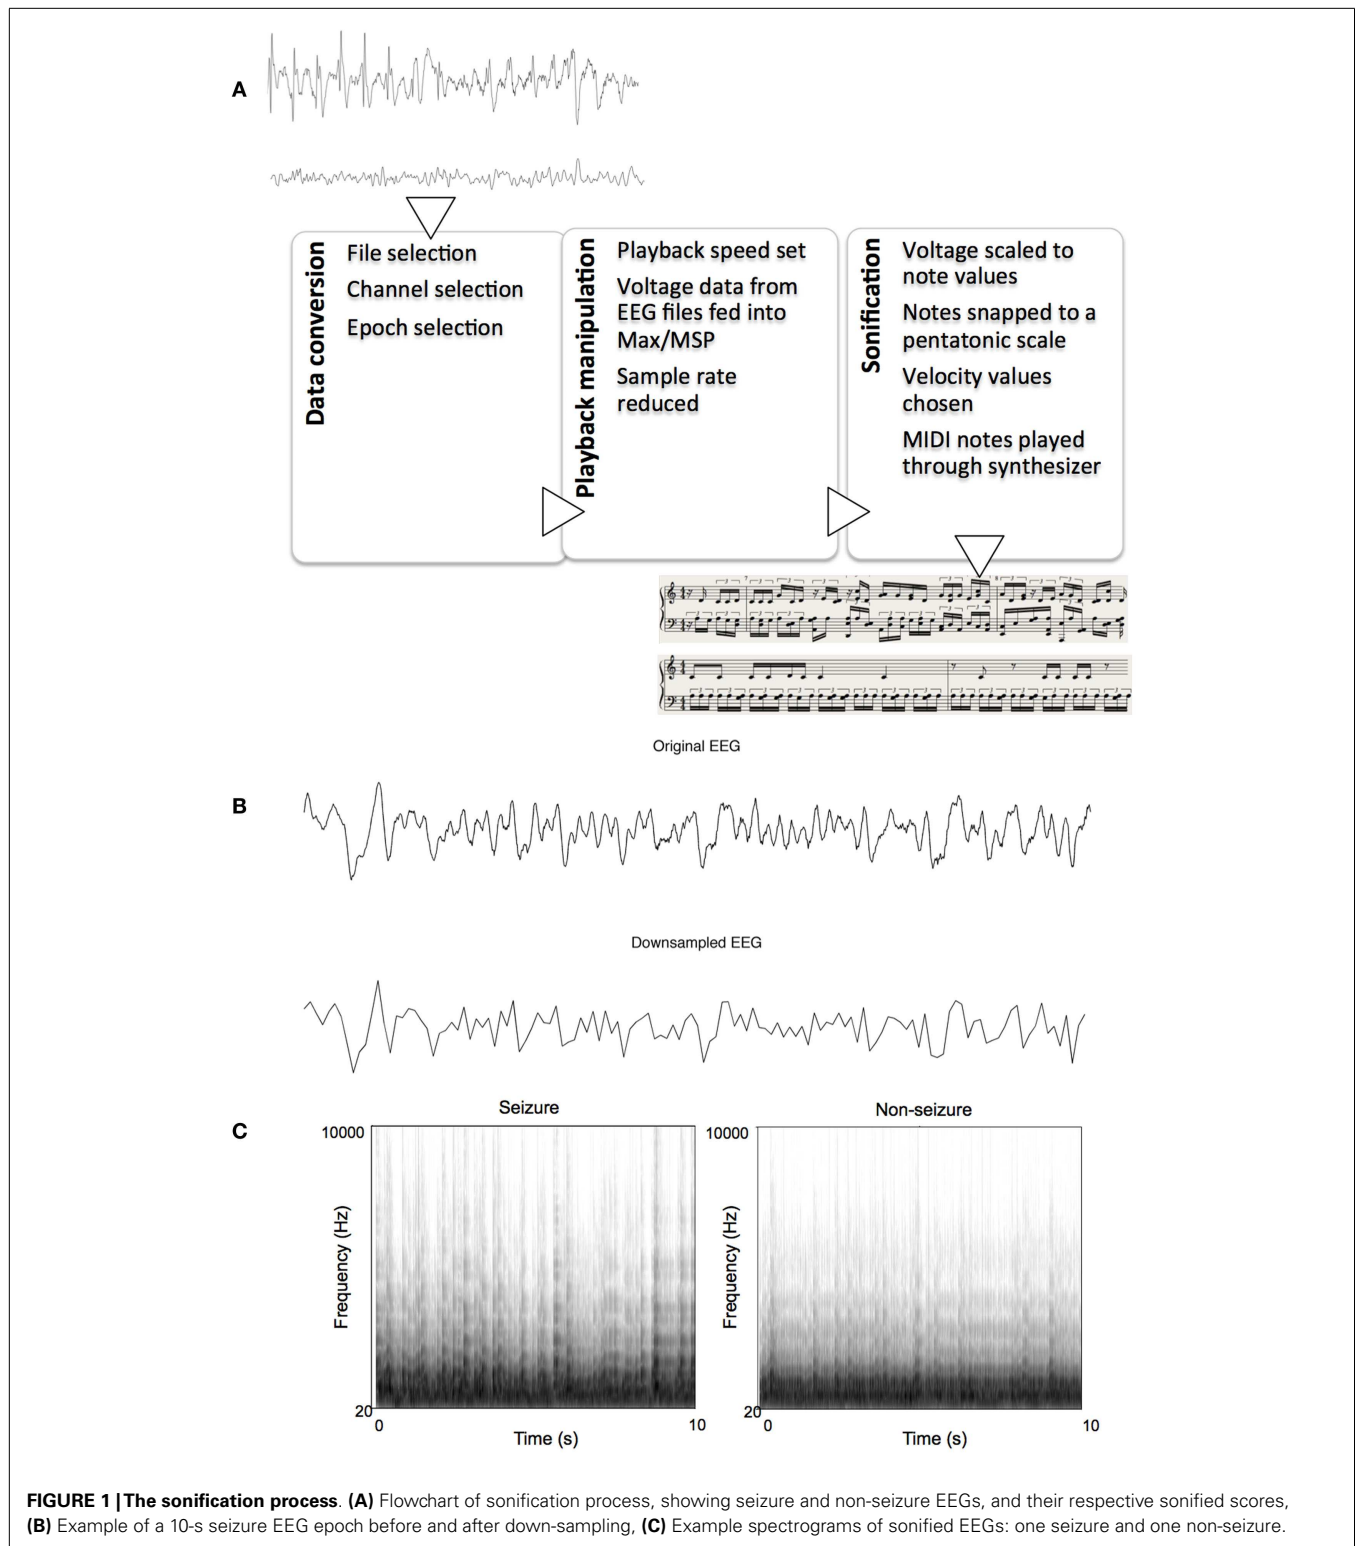 A
Data conversion
File selection
Channel selection
Epoch selection
Playback manipulation
Playback speed set
Voltage data from
EEG files fed into
Max/MSP
Sample rate
reduced
Sonification
Voltage scaled to
note values
Notes snapped to a
pentatonic scale
Velocity values
chosen
MIDI notes played
through synthesizer
Original EEG
B
Downsampled EEG
C
Seizure
10000
Frequency (Hz)
20
0
10
Time (s)
Non-seizure
10000
Frequency (Hz)
20
0
10
Time (s)
FIGURE 1 | The sonification process. (A) Flowchart of sonification process, showing seizure and non-seizure EEGs, and their respective sonified scores,
(B) Example of a 10-s seizure EEG epoch before and after down-sampling, (C) Example spectrograms of sonified EEGs: one seizure and one non-seizure.